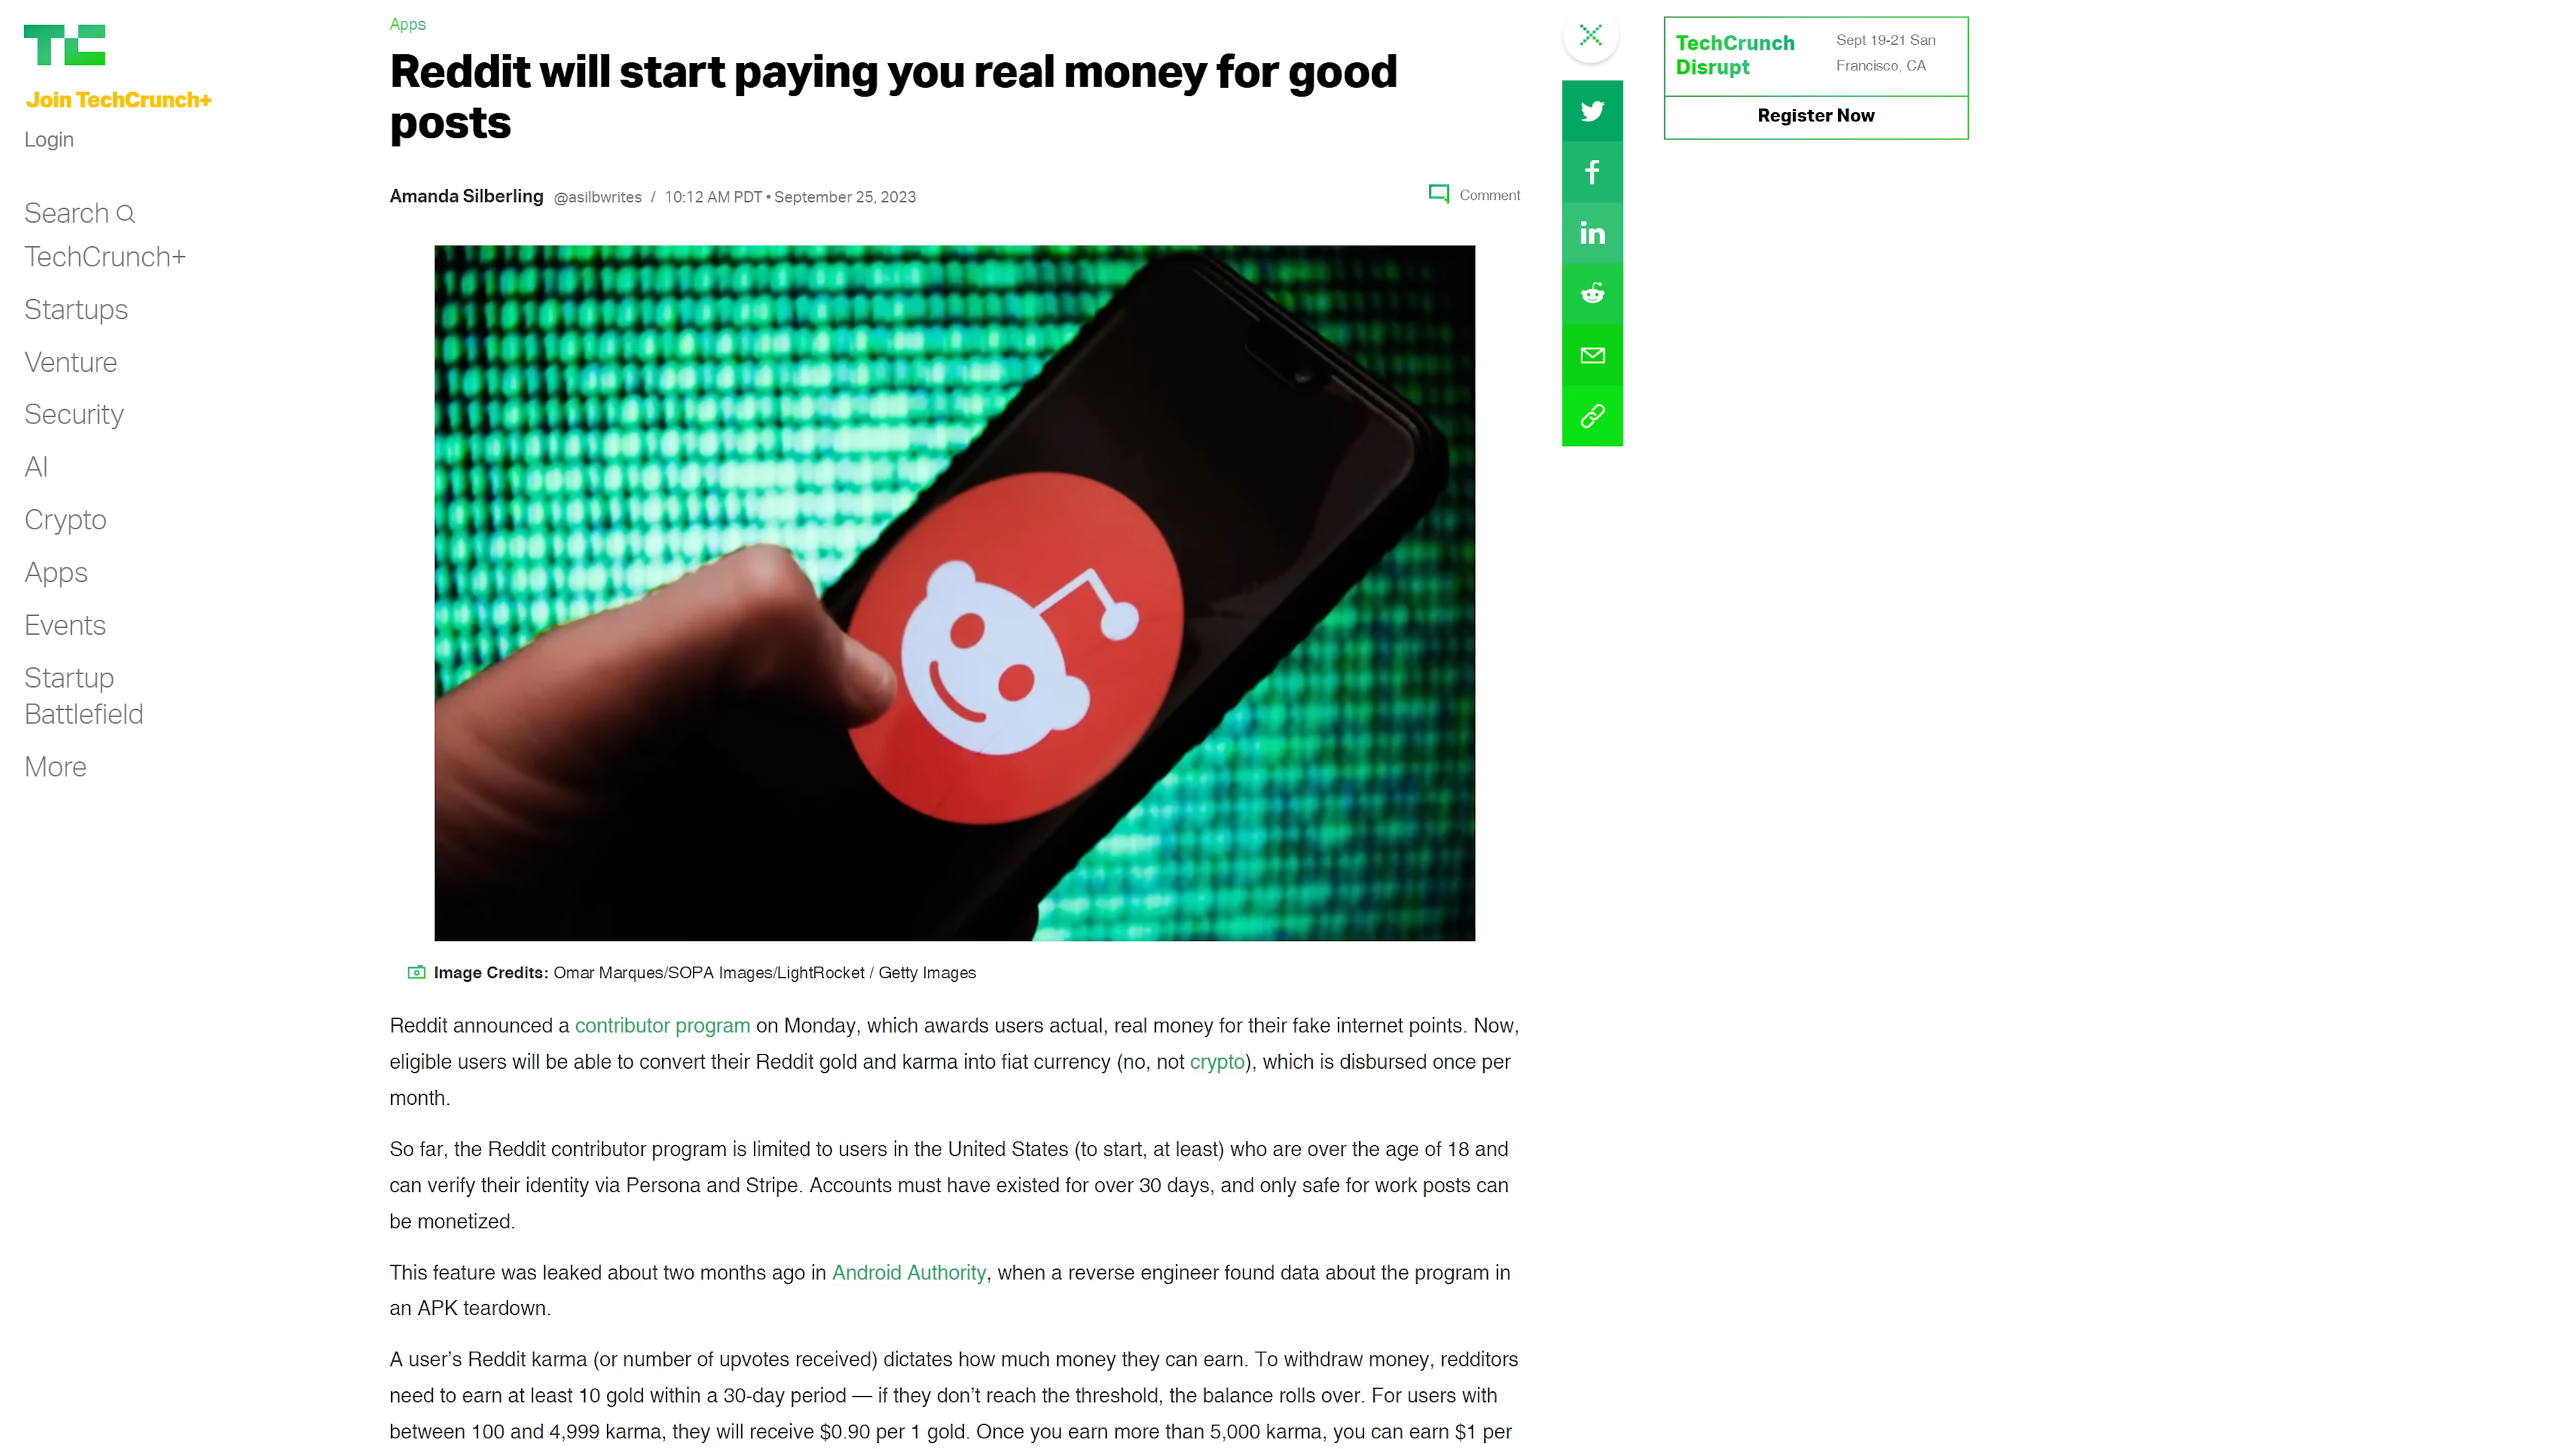 TC
Join TechCrunch+
Login
Search
TechCrunch+
Startups
Venture
Security
AI
Crypto
Apps
Events
Startup
Battlefield
More
Apps
Reddit will start paying you real money for good
posts
Amanda Silberling @asilbwrites / 10:12 AM PDT • September 25, 2023
Comment
Image Credits: Omar Marques/SOPA Images/LightRocket / Getty Images
Reddit announced a contributor program on Monday, which awards users actual, real money for their fake internet points. Now,
eligible users will be able to convert their Reddit gold and karma into fiat currency (no, not crypto), which is disbursed once per
month.
So far, the Reddit contributor program is limited to users in the United States (to start, at least) who are over the age of 18 and
can verify their identity via Persona and Stripe. Accounts must have existed for over 30 days, and only safe for work posts can
be monetized.
This feature was leaked about two months ago in Android Authority, when a reverse engineer found data about the program in
an APK teardown.
A user’s Reddit karma (or number of upvotes received) dictates how much money they can earn. To withdraw money, redditors
need to earn at least 10 gold within a 30-day period — if they don’t reach the threshold, the balance rolls over. For users with
between 100 and 4,999 karma, they will receive $0.90 per 1 gold. Once you earn more than 5,000 karma, you can earn $1 per
f
in
TechCrunch
Disrupt
Sept 19-21 San
Francisco, CA
Register Now